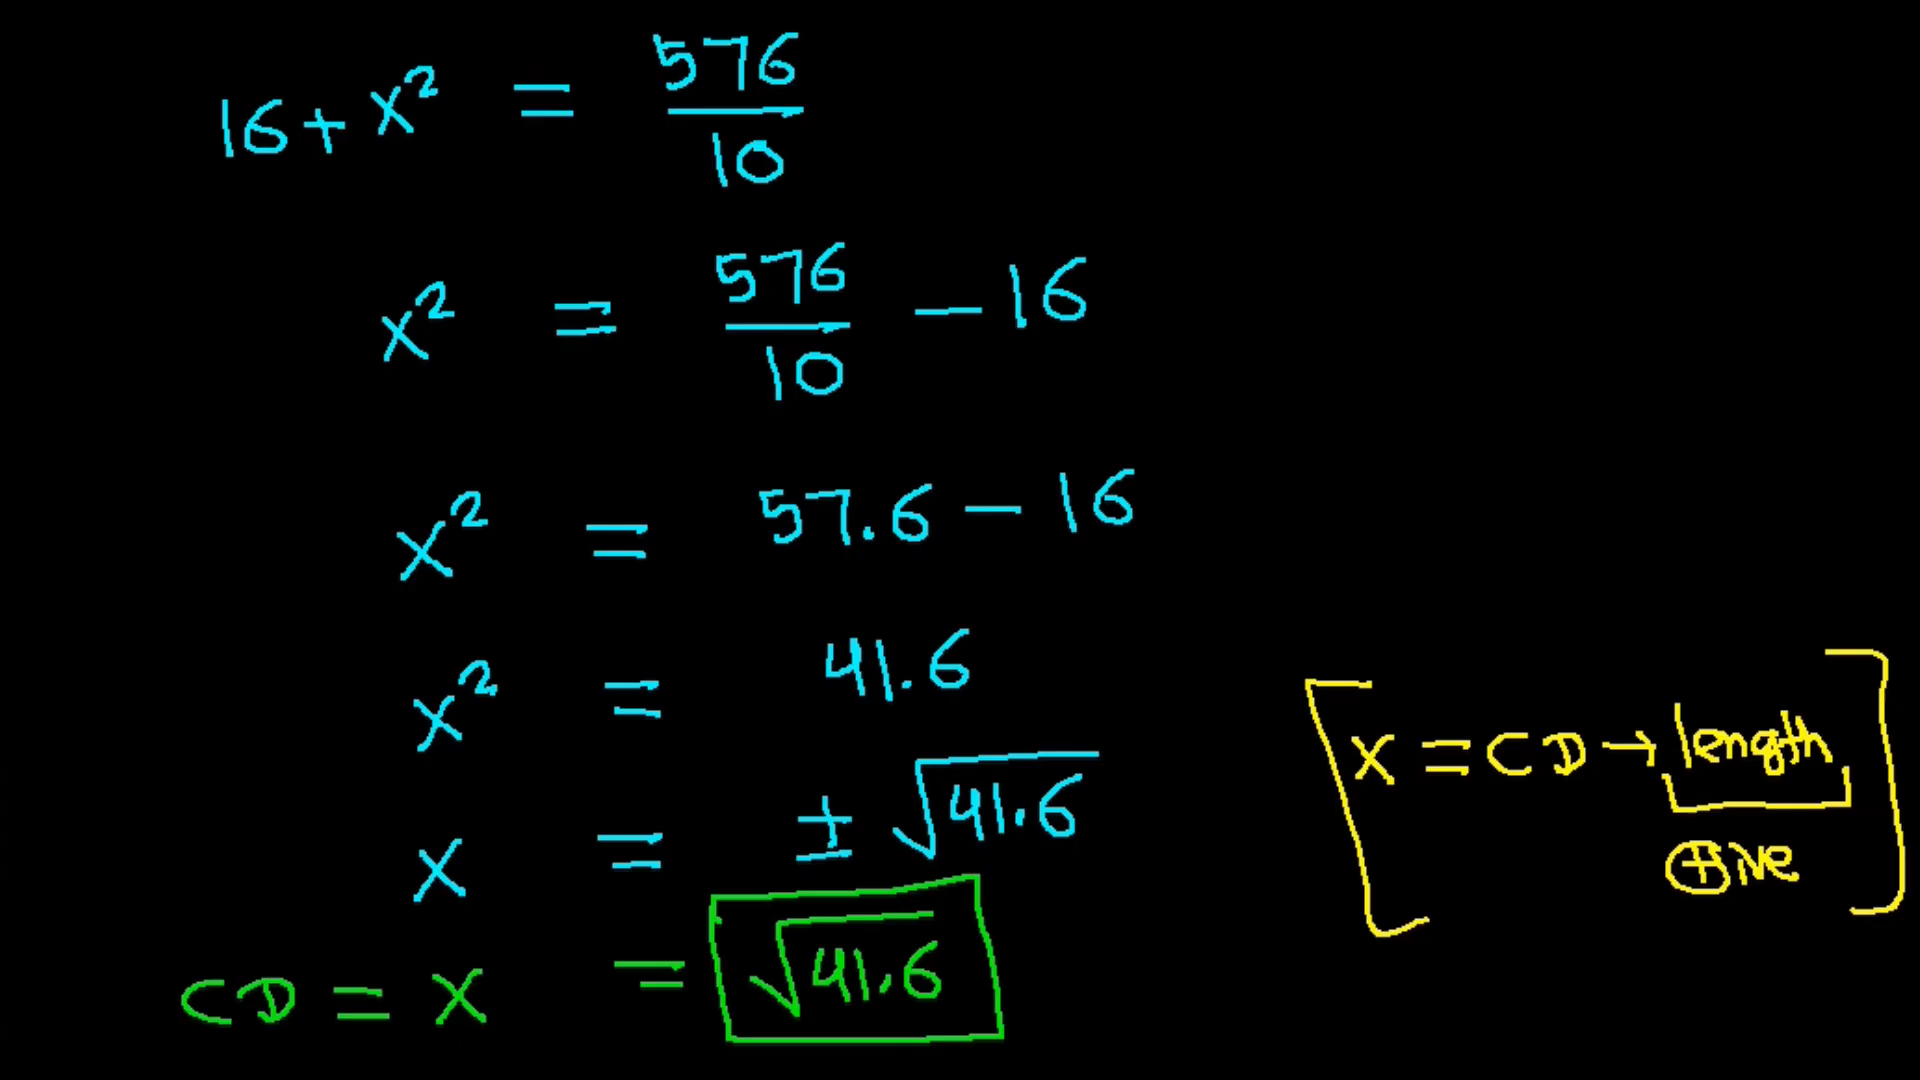 16 + x² = 576/10
x² = 576/10 − 16
x² = 57.6 − 16
x² = 41.6
x = ± √41.6
CD = x = √41.6
[x = CD → length
+ive]